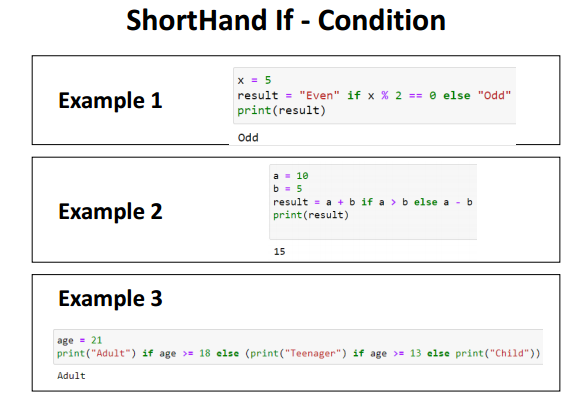 ShortHand If - Condition
Example 1
x = 5
result = "Even" if x % 2 == 0 else "Odd"
print(result)
Odd
Example 2
a = 10
b = 5
result = a + b if a > b else a - b
print(result)
15
Example 3
age = 21
print("Adult") if age >= 18 else (print("Teenager") if age >= 13 else print("Child"))
Adult